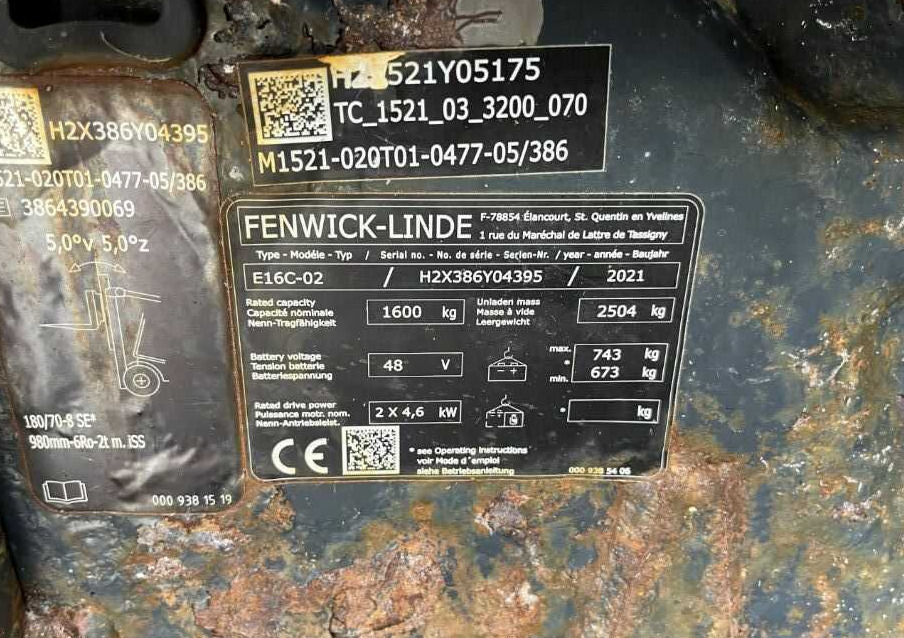 H2X386Y04395
521-020T01-0477-05/386
3864390069
5,0°v 5,0°z
180/70-8 SE*
980mm-6Ro-2t m. iSS
000 938 15 19
521Y05175
TC_1521_03_3200_070
M1521-020T01-0477-05/386
FENWICK-LINDE
F-78854 Élancourt, St. Quentin en Yvelines
1 rue du Maréchal de Lattre de Tassigny
Type - Modéle - Typ / Serial no. - No. de série - Serien-Nr. / year - année - Baujahr
E16C-02 / H2X386Y04395 / 2021
Rated capacity
Capacité nóminale
Nenn-Tragfähigkeit
1600 kg
Unladen mass
Masse à vide
Leergewicht
2504 kg
Battery voltage
Tension batterie
Batteriespannung
48 V
max. 743 kg
*
min. 673 kg
Rated drive power
Puissance motr. nom.
Nenn-Antriebsleist.
2 X 4,6 kW
* kg
CE
* see Operating Instructions
voir Mode d'emploi
siehe Betriebsanleitung
000 938 54 05